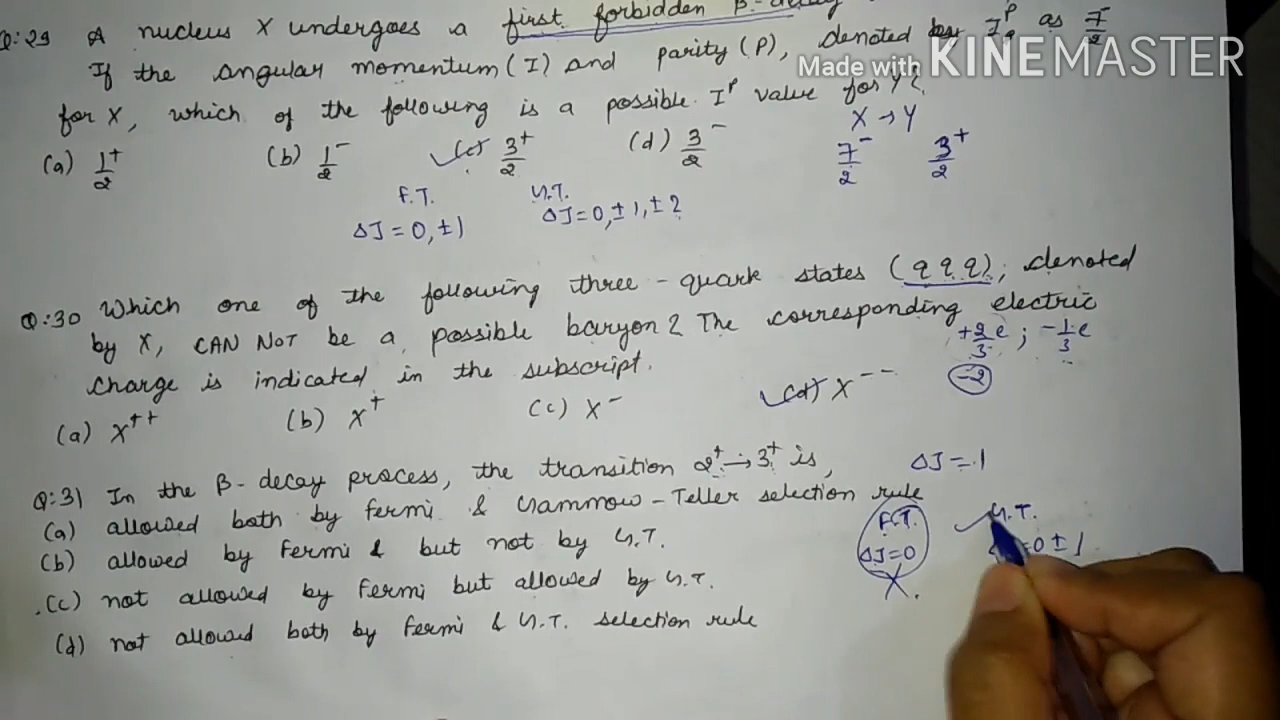 Q:29 A nucleus X undergoes a first forbidden β-decay
If the angular momentum (I) and parity (P), denoted by I^P as 7/2^-
for X, which of the following is a possible I^P value for Y?
(a) 1/2^+ (b) 1/2^- (c) 3/2^+ (d) 3/2^-
X → Y
7/2^- 3/2^+
F.T. G.T.
ΔJ = 0, ±1 ΔJ = 0, ±1, ±2
Q:30 Which one of the following three-quark states (q q q), denoted
by X, CAN NOT be a possible baryon? The corresponding electric
charge is indicated in the subscript.
+2/3 e ; -1/3 e
-2
(a) X^++ (b) X^+ (c) X^- (d) X^--
Q:31 In the β-decay process, the transition 2^+ → 3^+ is,
ΔJ = 1
(a) allowed both by fermi & Gammow-Teller selection rule
(b) allowed by fermi & but not by G.T.
(c) not allowed by fermi but allowed by G.T.
(d) not allowed both by fermi & G.T. selection rule
F.T. G.T.
ΔJ=0 =0 ±1
X.
Made with KINEMASTER